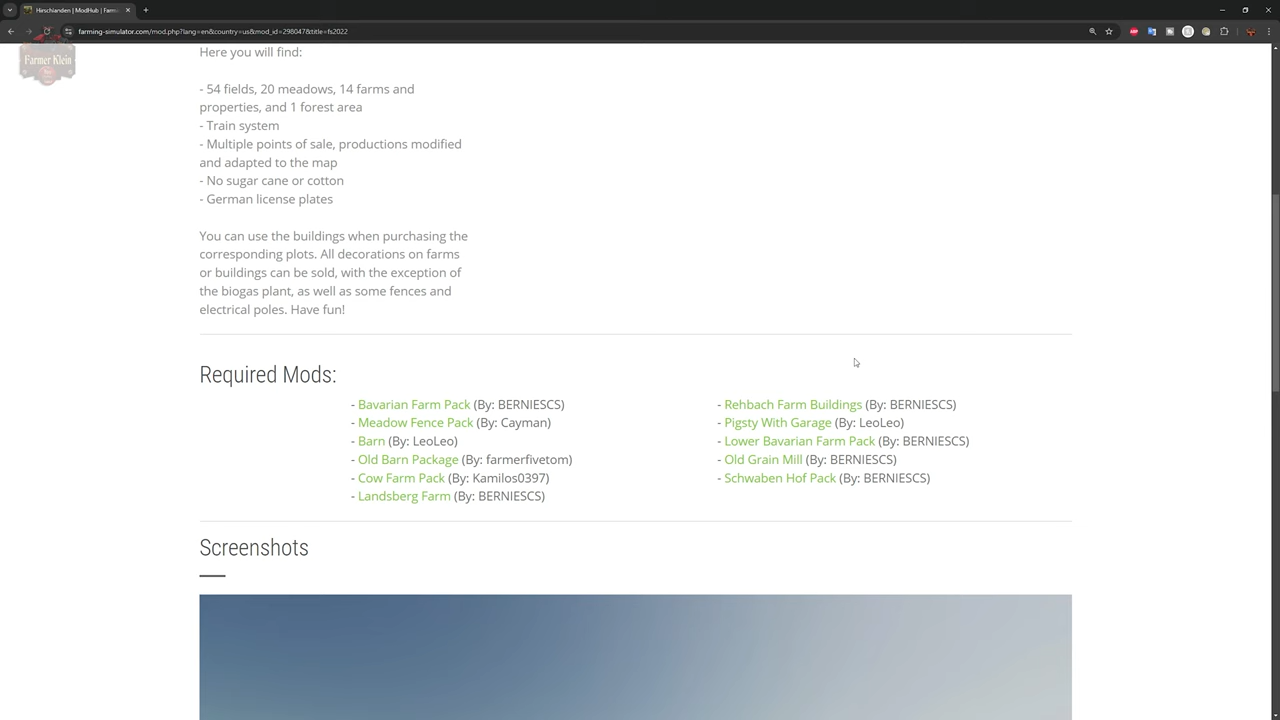 Hirschlanden | ModHub | Farmi
farming-simulator.com/mod.php?lang=en&country=us&mod_id=298047&title=fs2022
Farmer Klein
Here you will find:
- 54 fields, 20 meadows, 14 farms and
properties, and 1 forest area
- Train system
- Multiple points of sale, productions modified
and adapted to the map
- No sugar cane or cotton
- German license plates
You can use the buildings when purchasing the
corresponding plots. All decorations on farms
or buildings can be sold, with the exception of
the biogas plant, as well as some fences and
electrical poles. Have fun!
Required Mods:
- Bavarian Farm Pack (By: BERNIESCS)
- Meadow Fence Pack (By: Cayman)
- Barn (By: LeoLeo)
- Old Barn Package (By: farmerfivetom)
- Cow Farm Pack (By: Kamilos0397)
- Landsberg Farm (By: BERNIESCS)
- Rehbach Farm Buildings (By: BERNIESCS)
- Pigsty With Garage (By: LeoLeo)
- Lower Bavarian Farm Pack (By: BERNIESCS)
- Old Grain Mill (By: BERNIESCS)
- Schwaben Hof Pack (By: BERNIESCS)
Screenshots